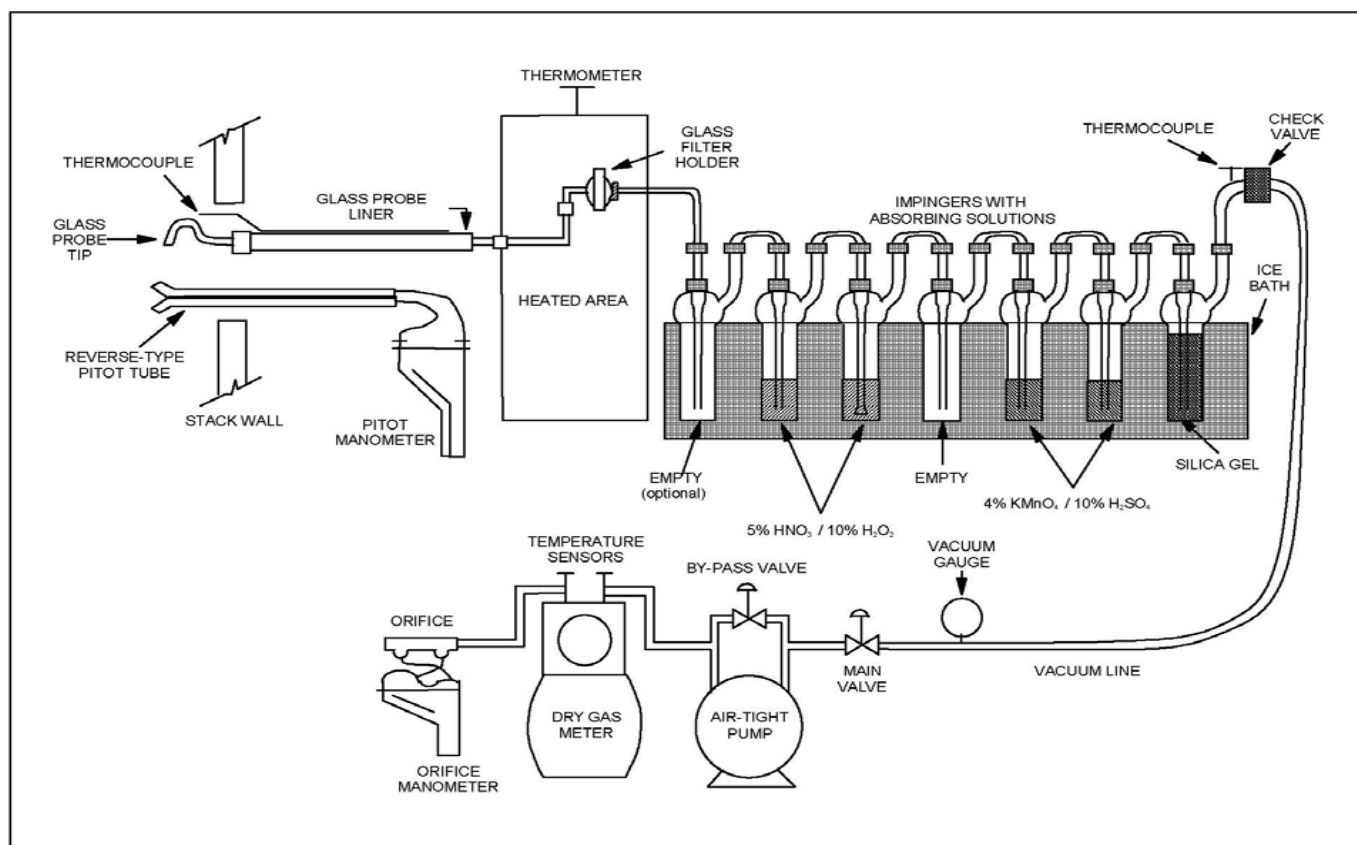 THERMOMETER
GLASS
FILTER
HOLDER
THERMOCOUPLE
CHECK
VALVE
THERMOCOUPLE
GLASS PROBE
LINER
IMPINGERS WITH
ABSORBING SOLUTIONS
GLASS
PROBE
TIP
HEATED AREA
ICE
BATH
REVERSE-TYPE
PITOT TUBE
STACK WALL
PITOT
MANOMETER
EMPTY
(optional)
EMPTY
SILICA GEL
5% HNO₃ / 10% H₂O₂
4% KMnO₄ / 10% H₂SO₄
TEMPERATURE
SENSORS
BY-PASS VALVE
VACUUM
GAUGE
ORIFICE
MAIN
VALVE
VACUUM LINE
DRY GAS
METER
AIR-TIGHT
PUMP
ORIFICE
MANOMETER